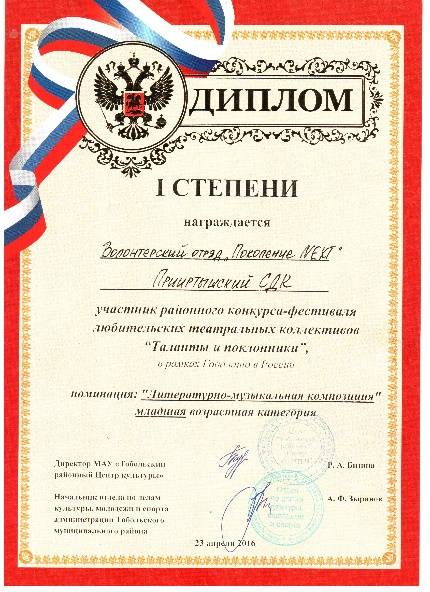 ДИПЛОМ
I СТЕПЕНИ
награждается
Волонтерский отряд „Поколение NEXT"
Прииртышский СДК
участник районного конкурса-фестиваля
любительских театральных коллективов
“Таланты и поклонники”,
в рамках Года кино в России
номинация: "Литературно-музыкальная композиция"
младшая возрастная категория
Директор МАУ «Тобольский
районный Центр культуры»
Р. А.
Начальник отдела по делам
культуры, молодежи и спорта
администрации Тобольского
муниципального района
А. Ф. Зырянов
23 апреля 2016